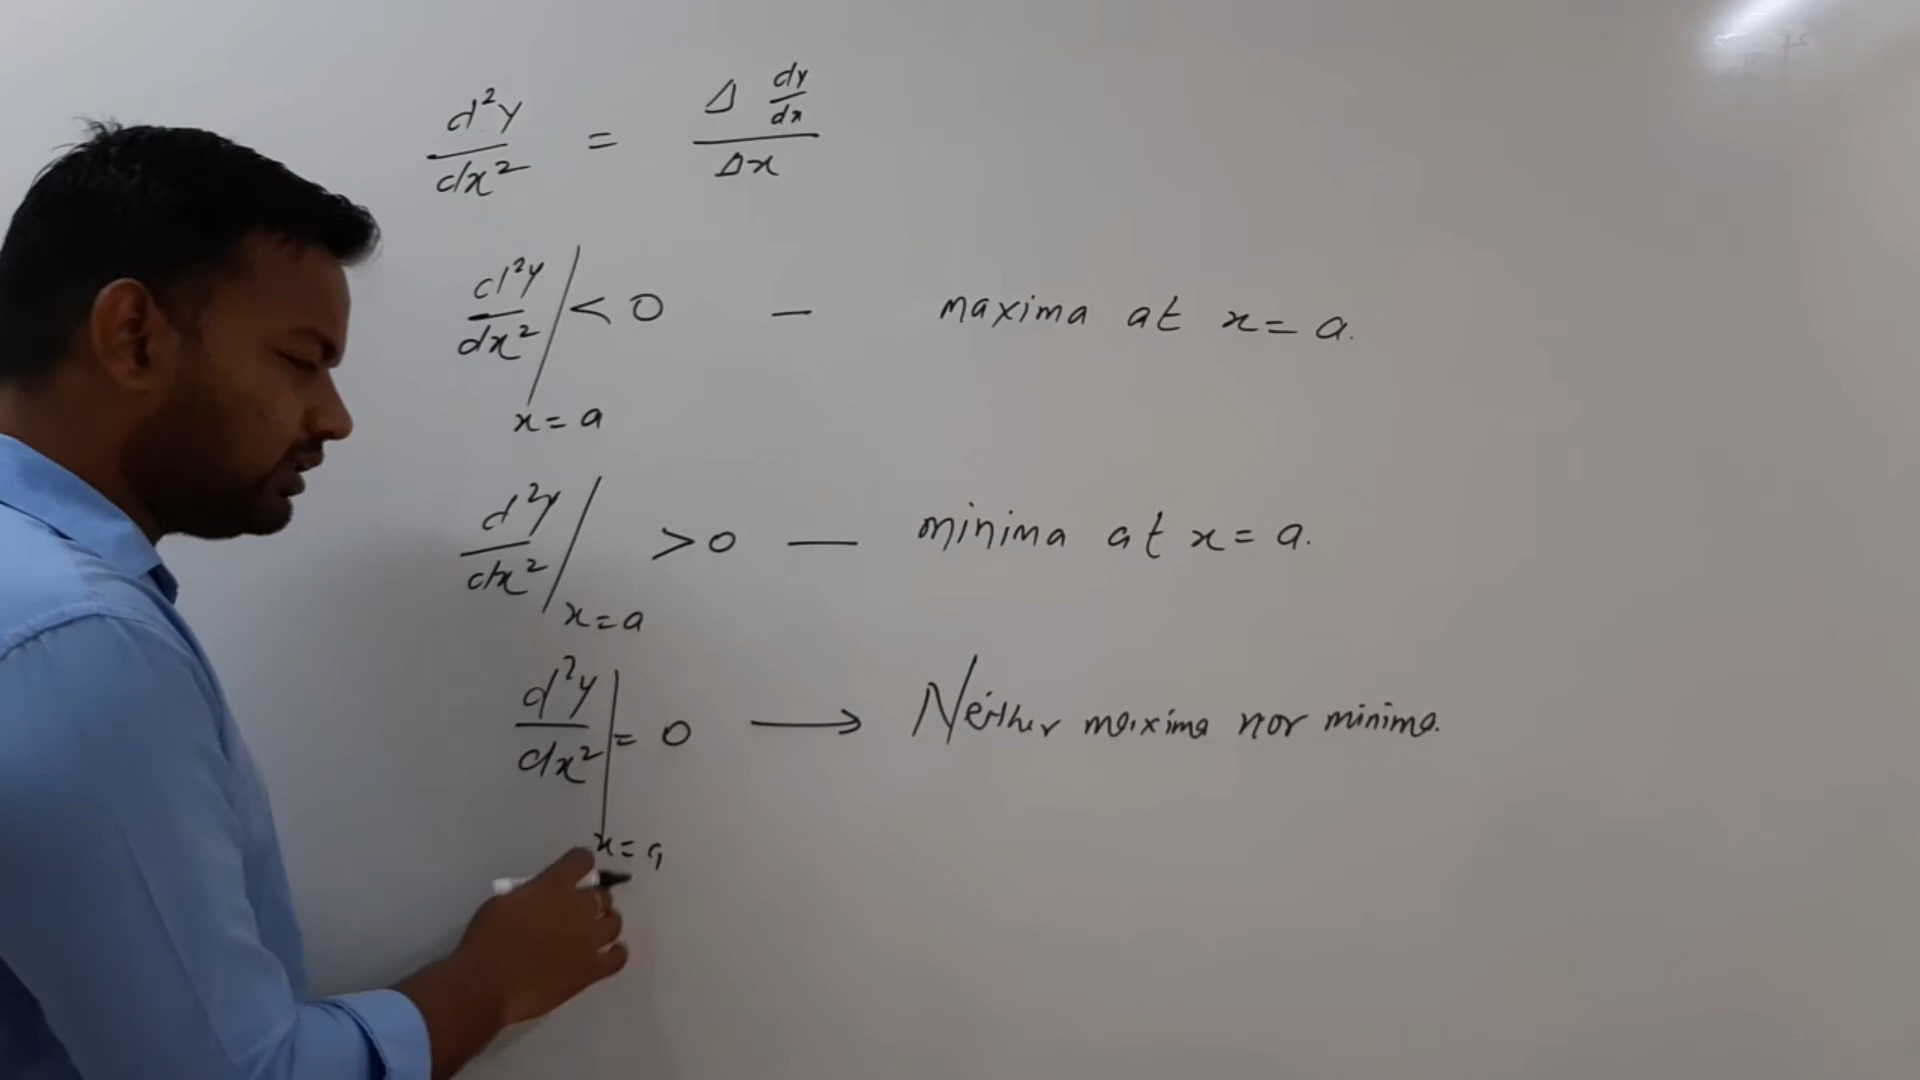 d²y/dx² = Δ dy/dx / Δx
d²y/dx² | x=a < 0 — maxima at x = a.
d²y/dx² | x=a > 0 — minima at x = a.
d²y/dx² | x=a = 0 → Neither maxima nor minima.